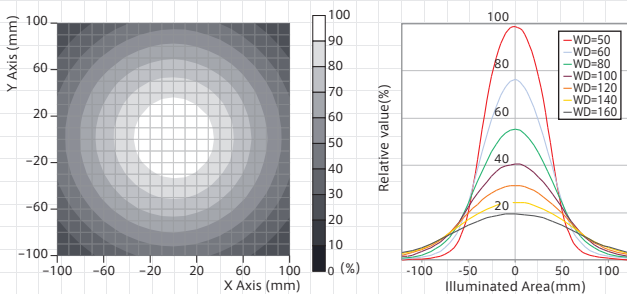 100
60
20
−20
−60
−100
Y Axis (mm)
−100 −60 −20 20 60 100
X Axis (mm)
100
90
80
70
60
50
40
30
20
10
0 (%)
Relative value(%)
100
80
60
40
20
WD=50
WD=60
WD=80
WD=100
WD=120
WD=140
WD=160
-100 -50 0 50 100
Illuminated Area(mm)